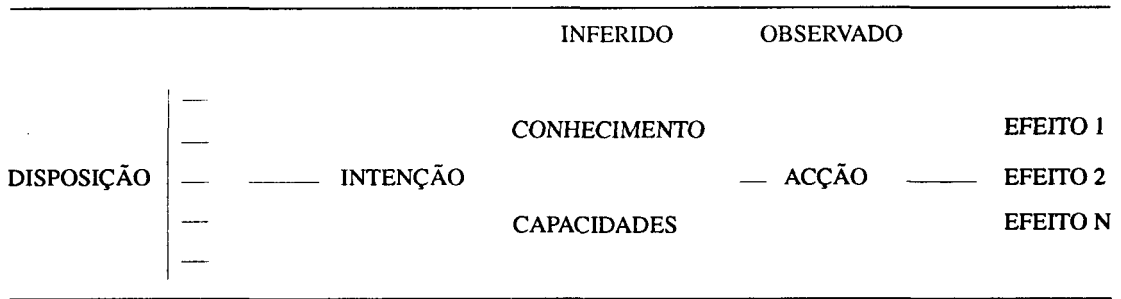 INFERIDO OBSERVADO
CONHECIMENTO EFEITO 1
DISPOSIÇÃO INTENÇÃO ACÇÃO EFEITO 2
CAPACIDADES EFEITO N